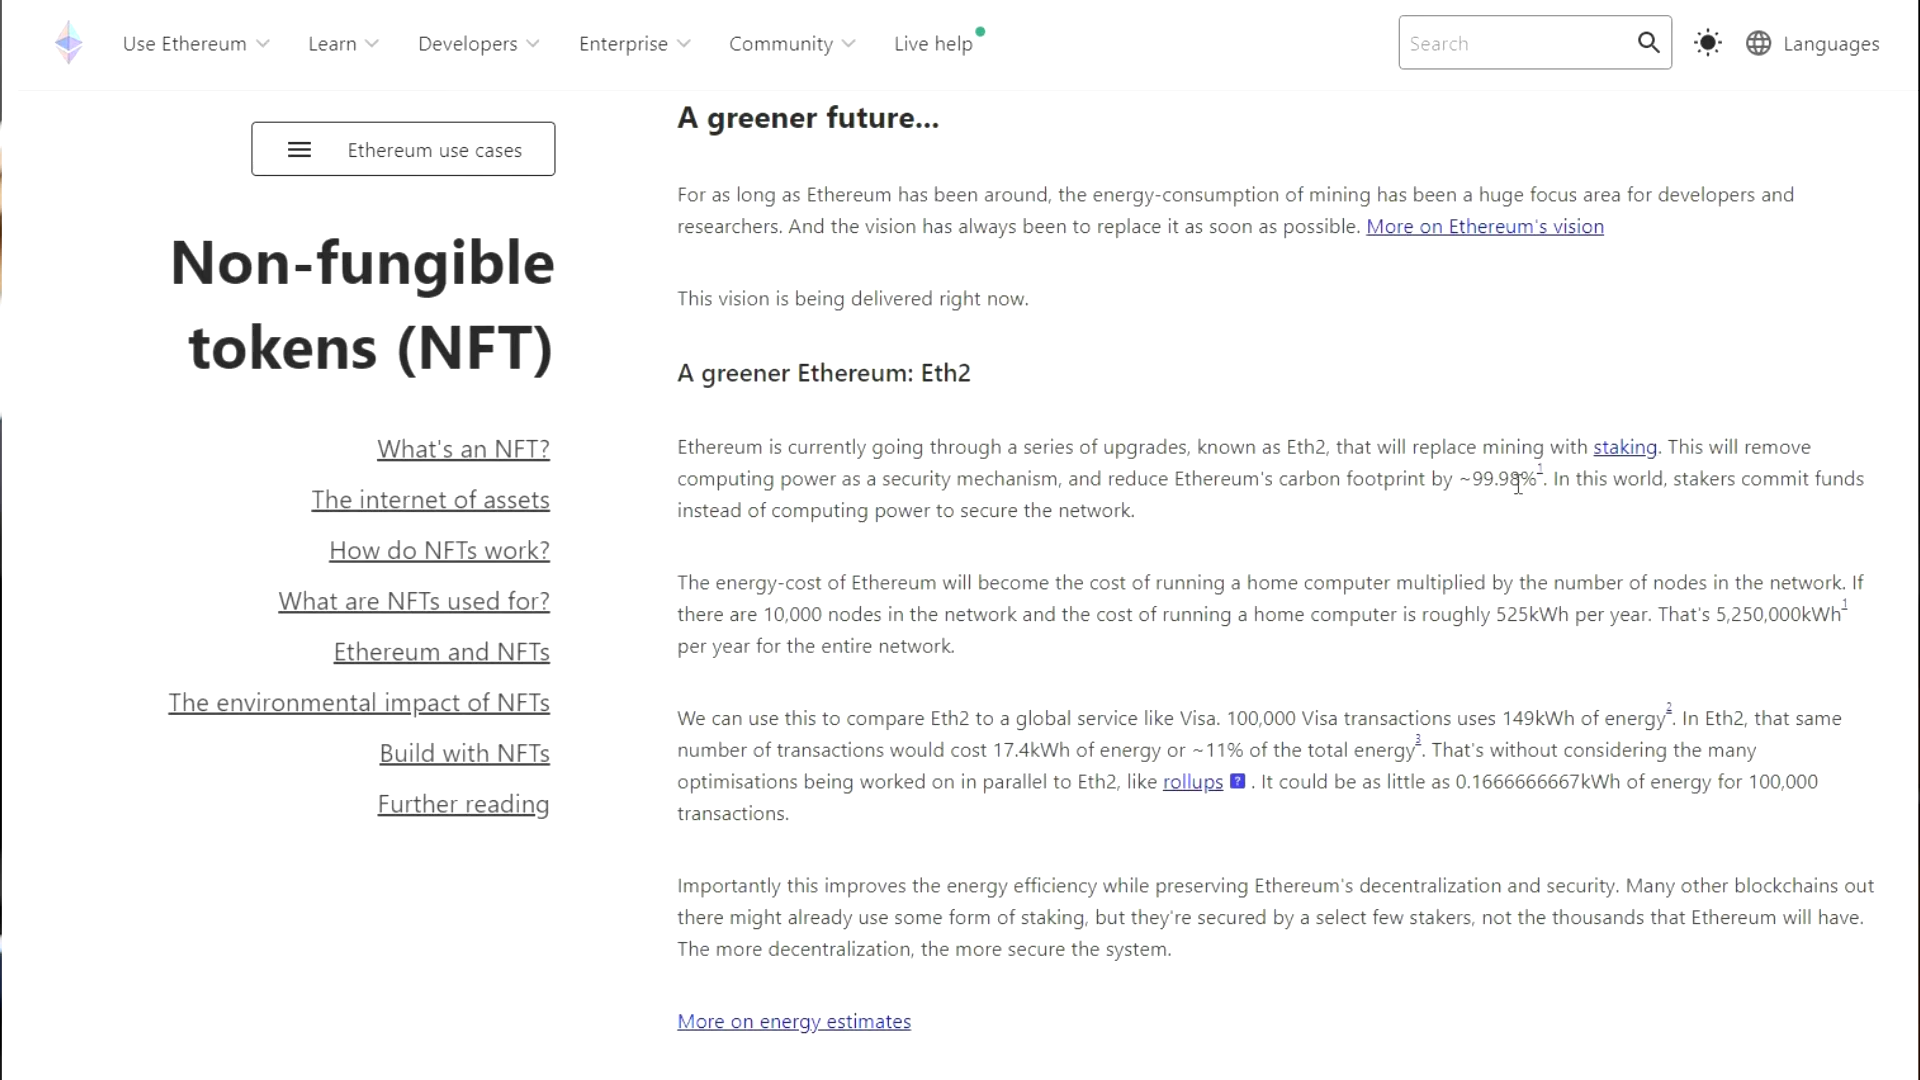 Use Ethereum Learn Developers Enterprise Community Live help Search Languages
Ethereum use cases
Non-fungible
tokens (NFT)
What's an NFT?
The internet of assets
How do NFTs work?
What are NFTs used for?
Ethereum and NFTs
The environmental impact of NFTs
Build with NFTs
Further reading
A greener future...
For as long as Ethereum has been around, the energy-consumption of mining has been a huge focus area for developers and
researchers. And the vision has always been to replace it as soon as possible. More on Ethereum's vision
This vision is being delivered right now.
A greener Ethereum: Eth2
Ethereum is currently going through a series of upgrades, known as Eth2, that will replace mining with staking. This will remove
computing power as a security mechanism, and reduce Ethereum's carbon footprint by ~99.98%1. In this world, stakers commit funds
instead of computing power to secure the network.
The energy-cost of Ethereum will become the cost of running a home computer multiplied by the number of nodes in the network. If
there are 10,000 nodes in the network and the cost of running a home computer is roughly 525kWh per year. That's 5,250,000kWh1
per year for the entire network.
We can use this to compare Eth2 to a global service like Visa. 100,000 Visa transactions uses 149kWh of energy2. In Eth2, that same
number of transactions would cost 17.4kWh of energy or ~11% of the total energy3. That's without considering the many
optimisations being worked on in parallel to Eth2, like rollups ? . It could be as little as 0.1666666667kWh of energy for 100,000
transactions.
Importantly this improves the energy efficiency while preserving Ethereum's decentralization and security. Many other blockchains out
there might already use some form of staking, but they're secured by a select few stakers, not the thousands that Ethereum will have.
The more decentralization, the more secure the system.
More on energy estimates